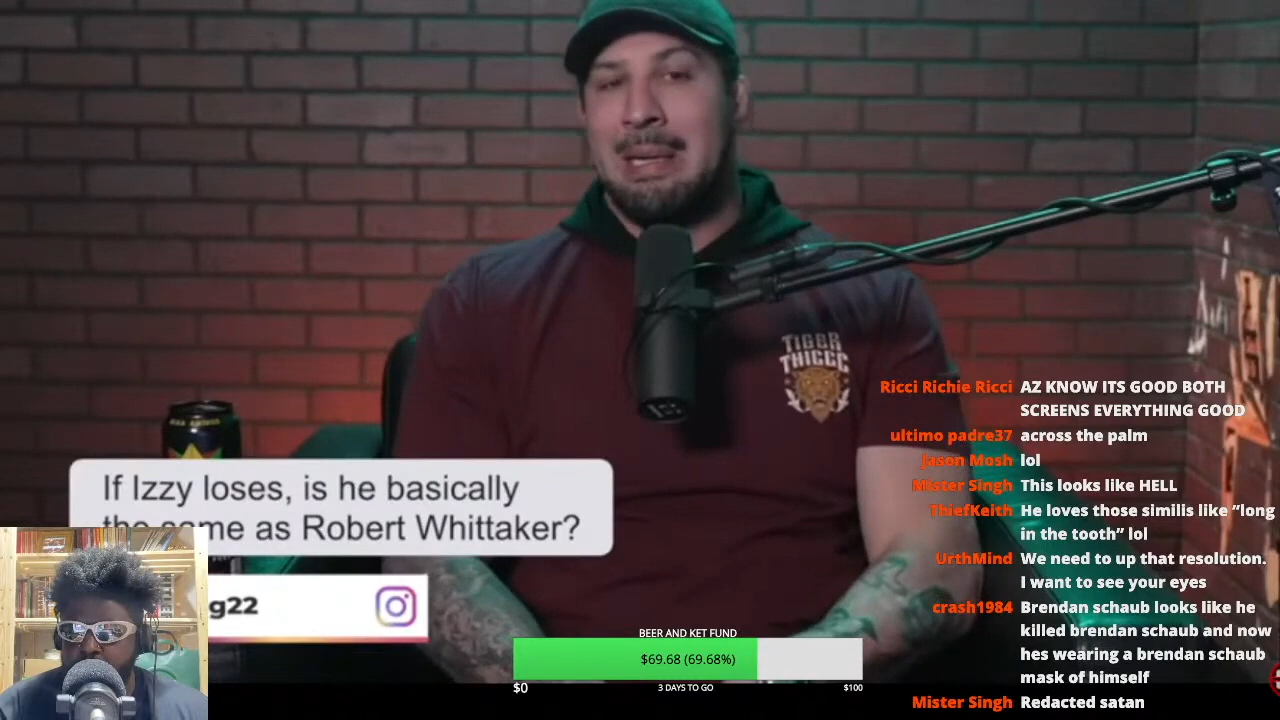 TIGER
THICCC
If Izzy loses, is he basically
the same as Robert Whittaker?
g22
Ricci Richie Ricci AZ KNOW ITS GOOD BOTH
SCREENS EVERYTHING GOOD
ultimo padre37 across the palm
Jason Mosh lol
Mister Singh This looks like HELL
ThiefKeith He loves those similis like “long
in the tooth” lol
UrthMind We need to up that resolution.
I want to see your eyes
crash1984 Brendan schaub looks like he
killed brendan schaub and now
hes wearing a brendan schaub
mask of himself
Mister Singh Redacted satan
BEER AND KET FUND
$69.68 (69.68%)
$0
3 DAYS TO GO
$100